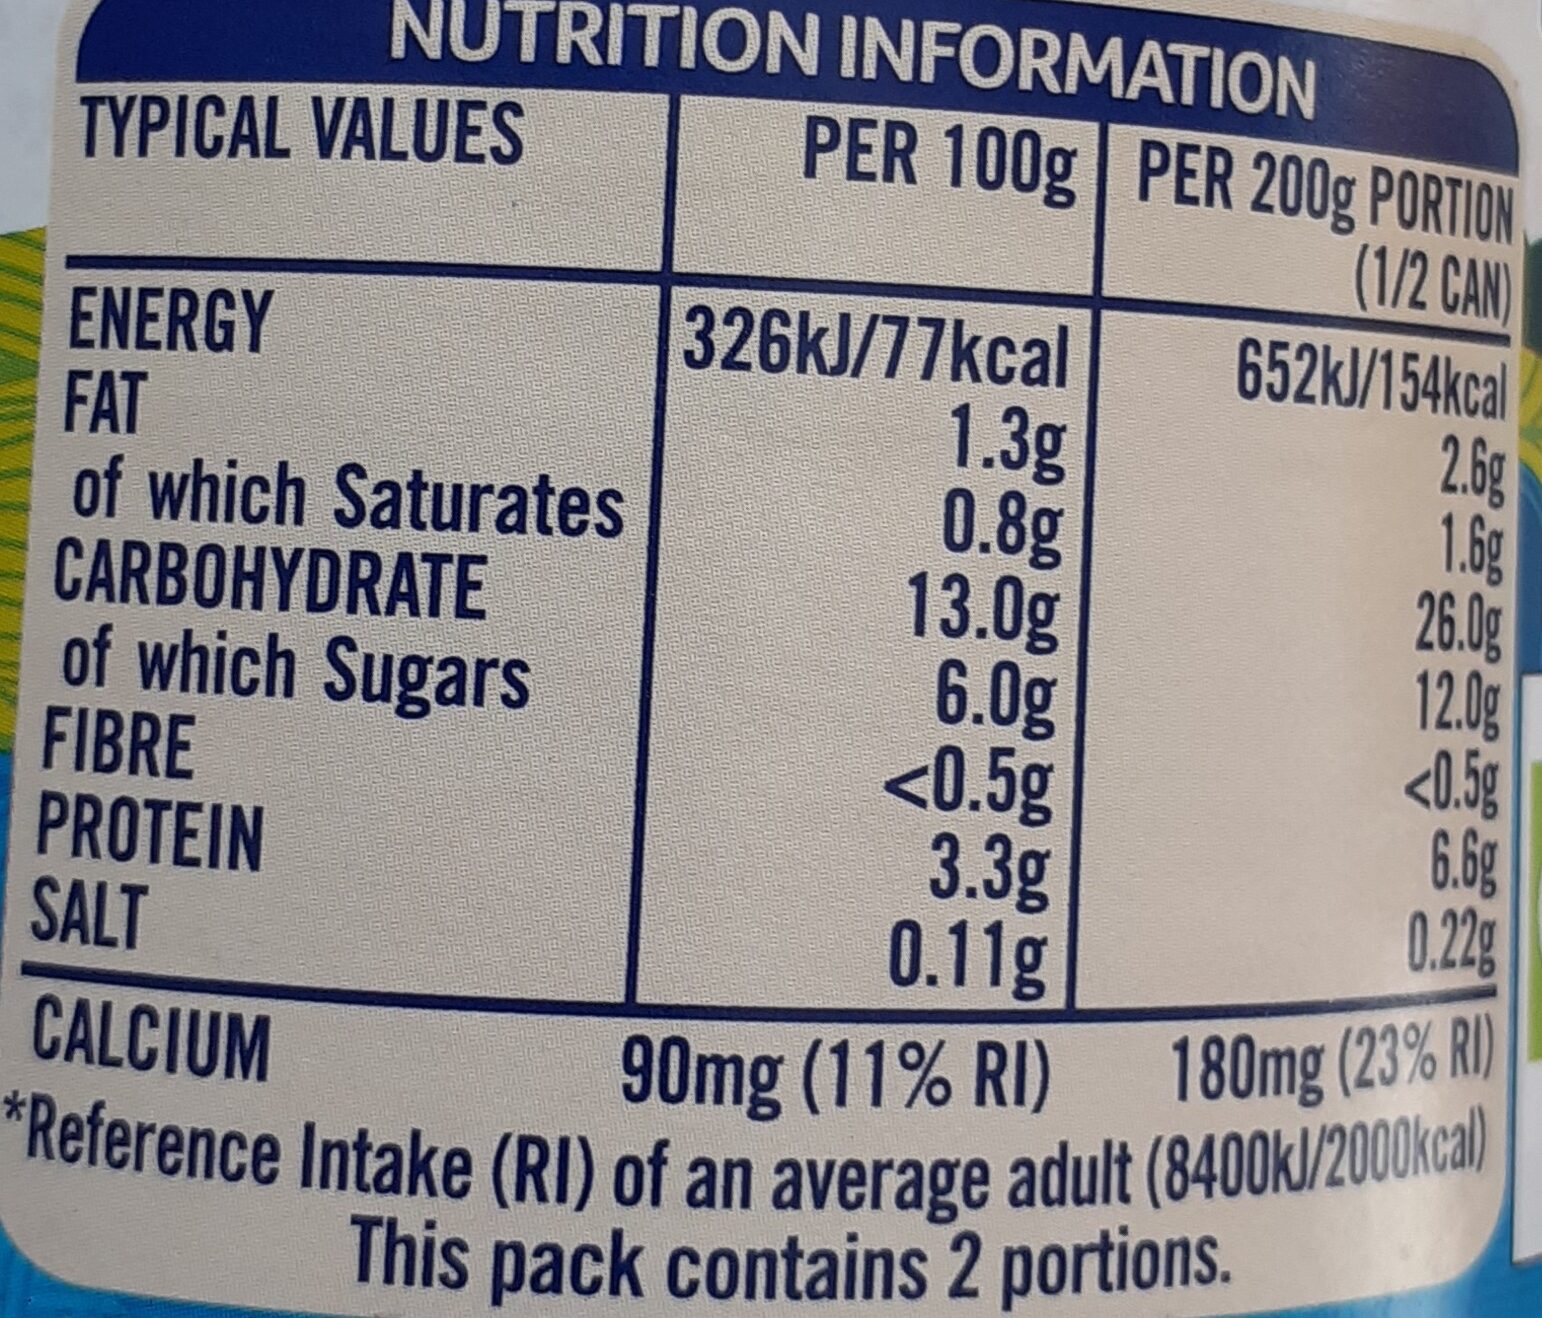 NUTRITION INFORMATION
TYPICAL VALUES PER 100g PER 200g PORTION
(1/2 CAN)
ENERGY 326kJ/77kcal 652kJ/154kcal
FAT 1.3g 2.6g
of which Saturates 0.8g 1.6g
CARBOHYDRATE 13.0g 26.0g
of which Sugars 6.0g 12.0g
FIBRE <0.5g <0.5g
PROTEIN 3.3g 6.6g
SALT 0.11g 0.22g
CALCIUM 90mg (11% RI) 180mg (23% RI)
*Reference Intake (RI) of an average adult (8400kJ/2000kcal)
This pack contains 2 portions.